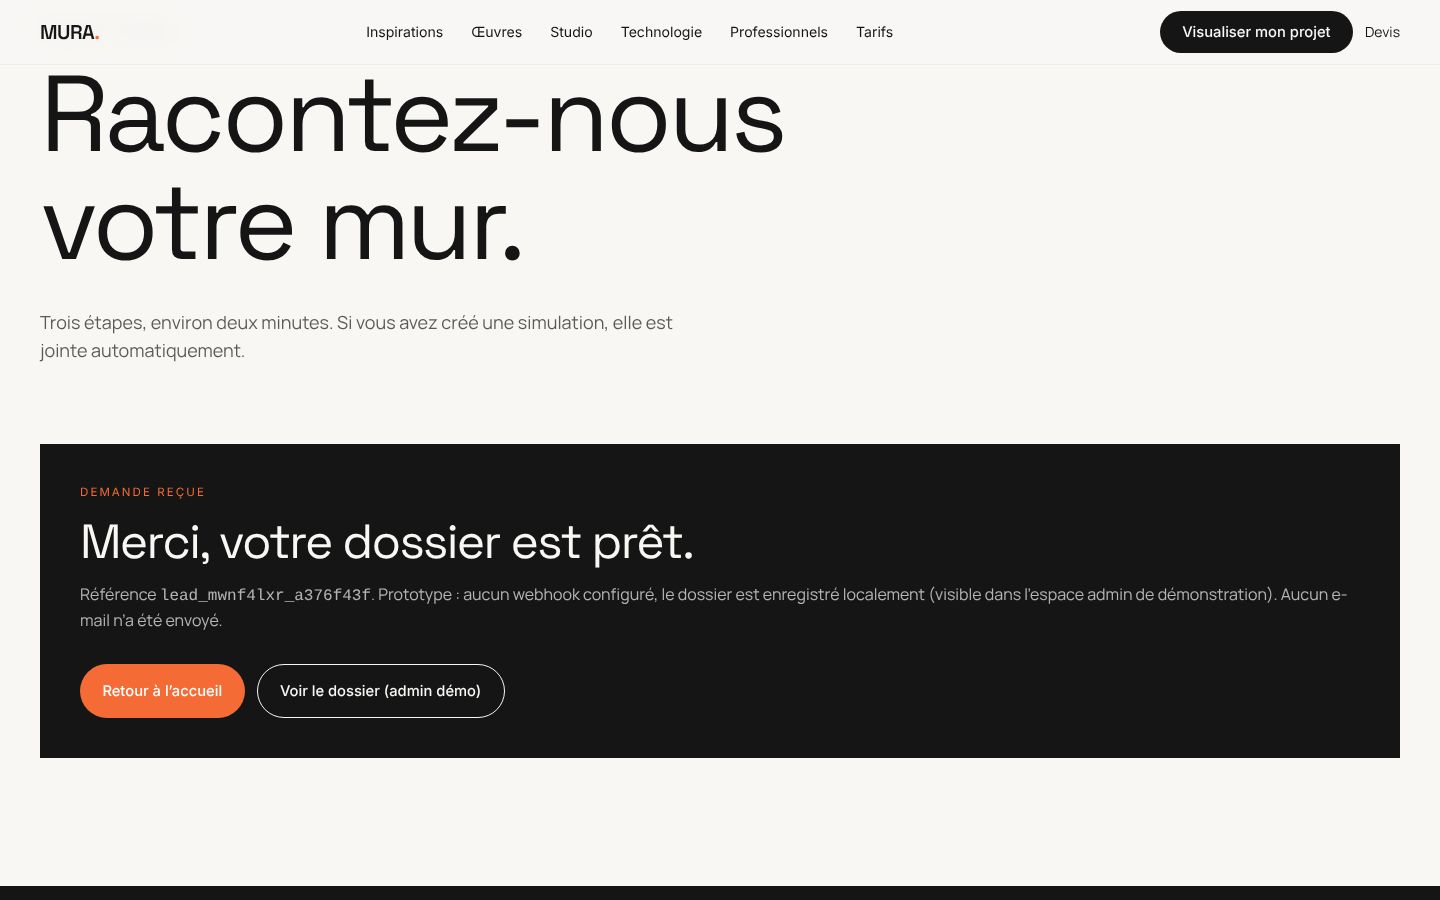 MURA.
Inspirations
Œuvres
Studio
Technologie
Professionnels
Tarifs
Visualiser mon projet
Devis
Racontez-nous
votre mur.
Trois étapes, environ deux minutes. Si vous avez créé une simulation, elle est
jointe automatiquement.
DEMANDE REÇUE
Merci, votre dossier est prêt.
Référence lead_mwnf4lxr_a376f43f. Prototype : aucun webhook configuré, le dossier est enregistré localement (visible dans l’espace admin de démonstration). Aucun e-
mail n’a été envoyé.
Retour à l’accueil
Voir le dossier (admin démo)